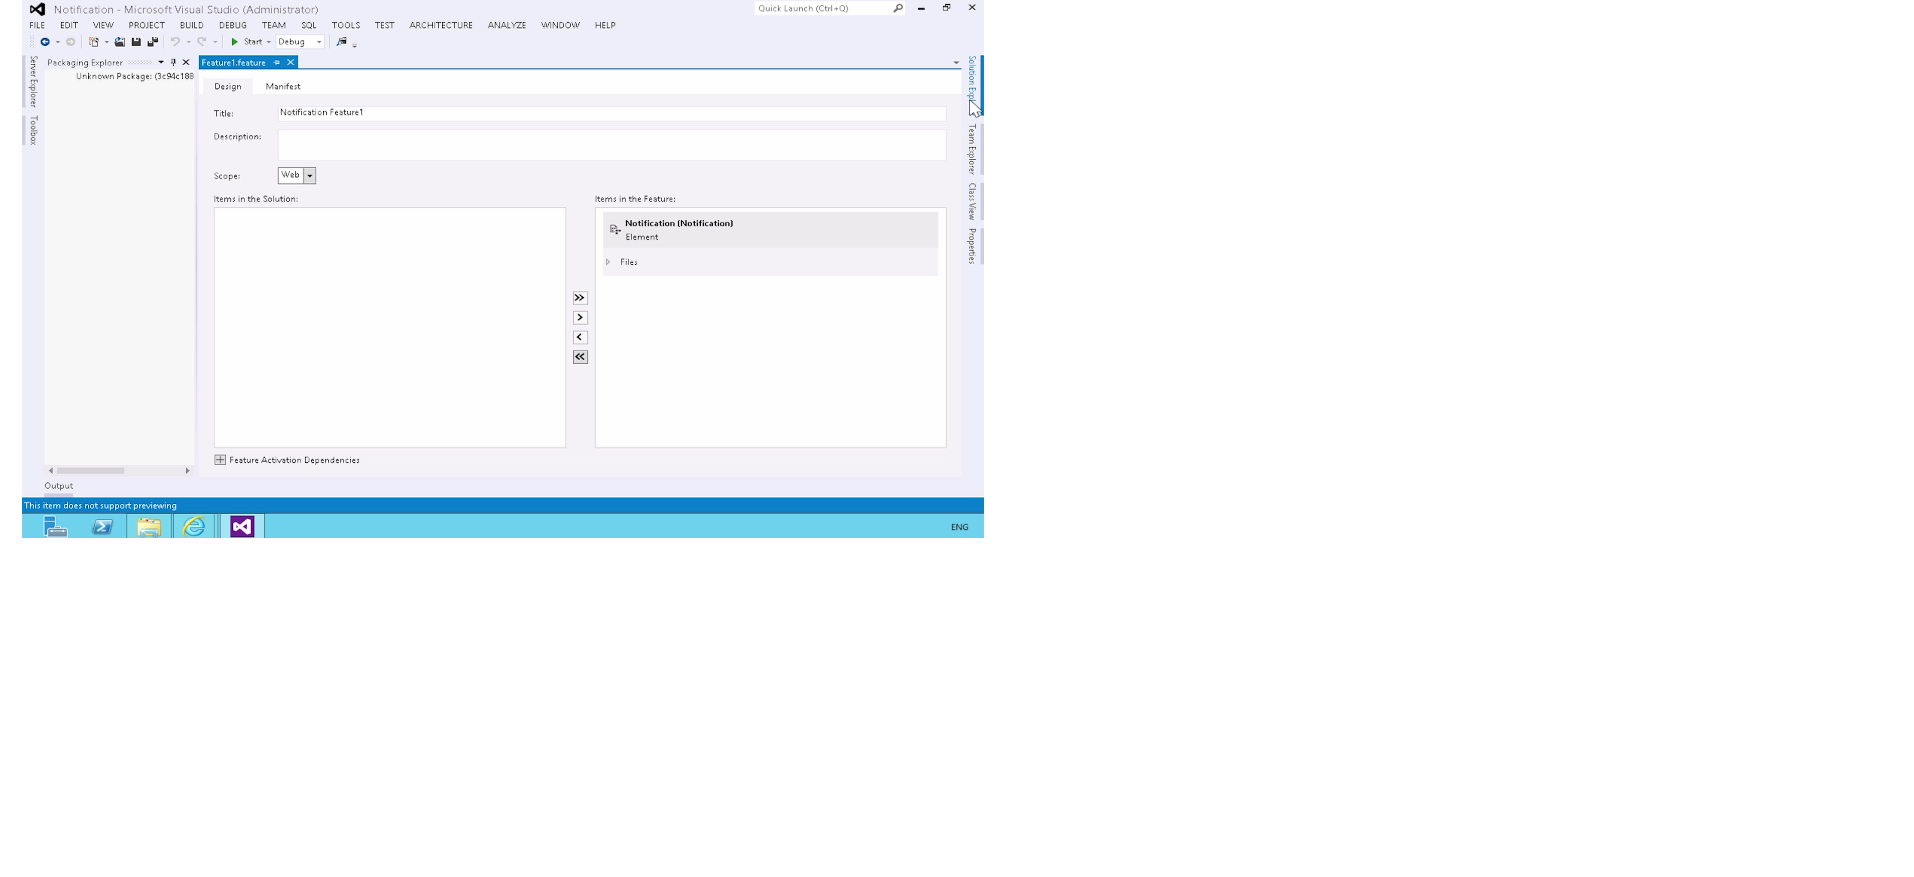 Notification - Microsoft Visual Studio (Administrator)
Quick Launch (Ctrl+Q)
FILE EDIT VIEW PROJECT BUILD DEBUG TEAM SQL TOOLS TEST ARCHITECTURE ANALYZE WINDOW HELP
Start Debug
Server Explorer
Toolbox
Packaging Explorer
Unknown Package: (3c94c188
Feature1.feature
Design Manifest
Title: Notification Feature1
Description:
Scope: Web
Items in the Solution:
Items in the Feature:
Notification (Notification)
Element
Files
Feature Activation Dependencies
Solution Expl
Team Explorer
Class View
Properties
Output
This item does not support previewing
ENG